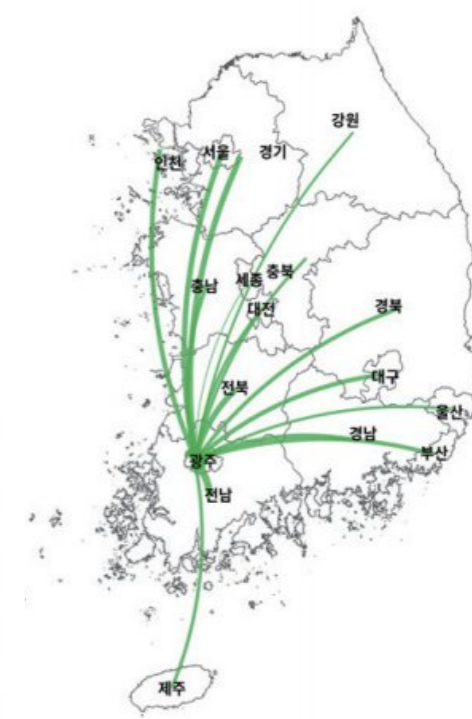 강원
인천
서울
경기
충남
세종
충북
대전
경북
전북
대구
울산
경남
부산
광주
전남
제주